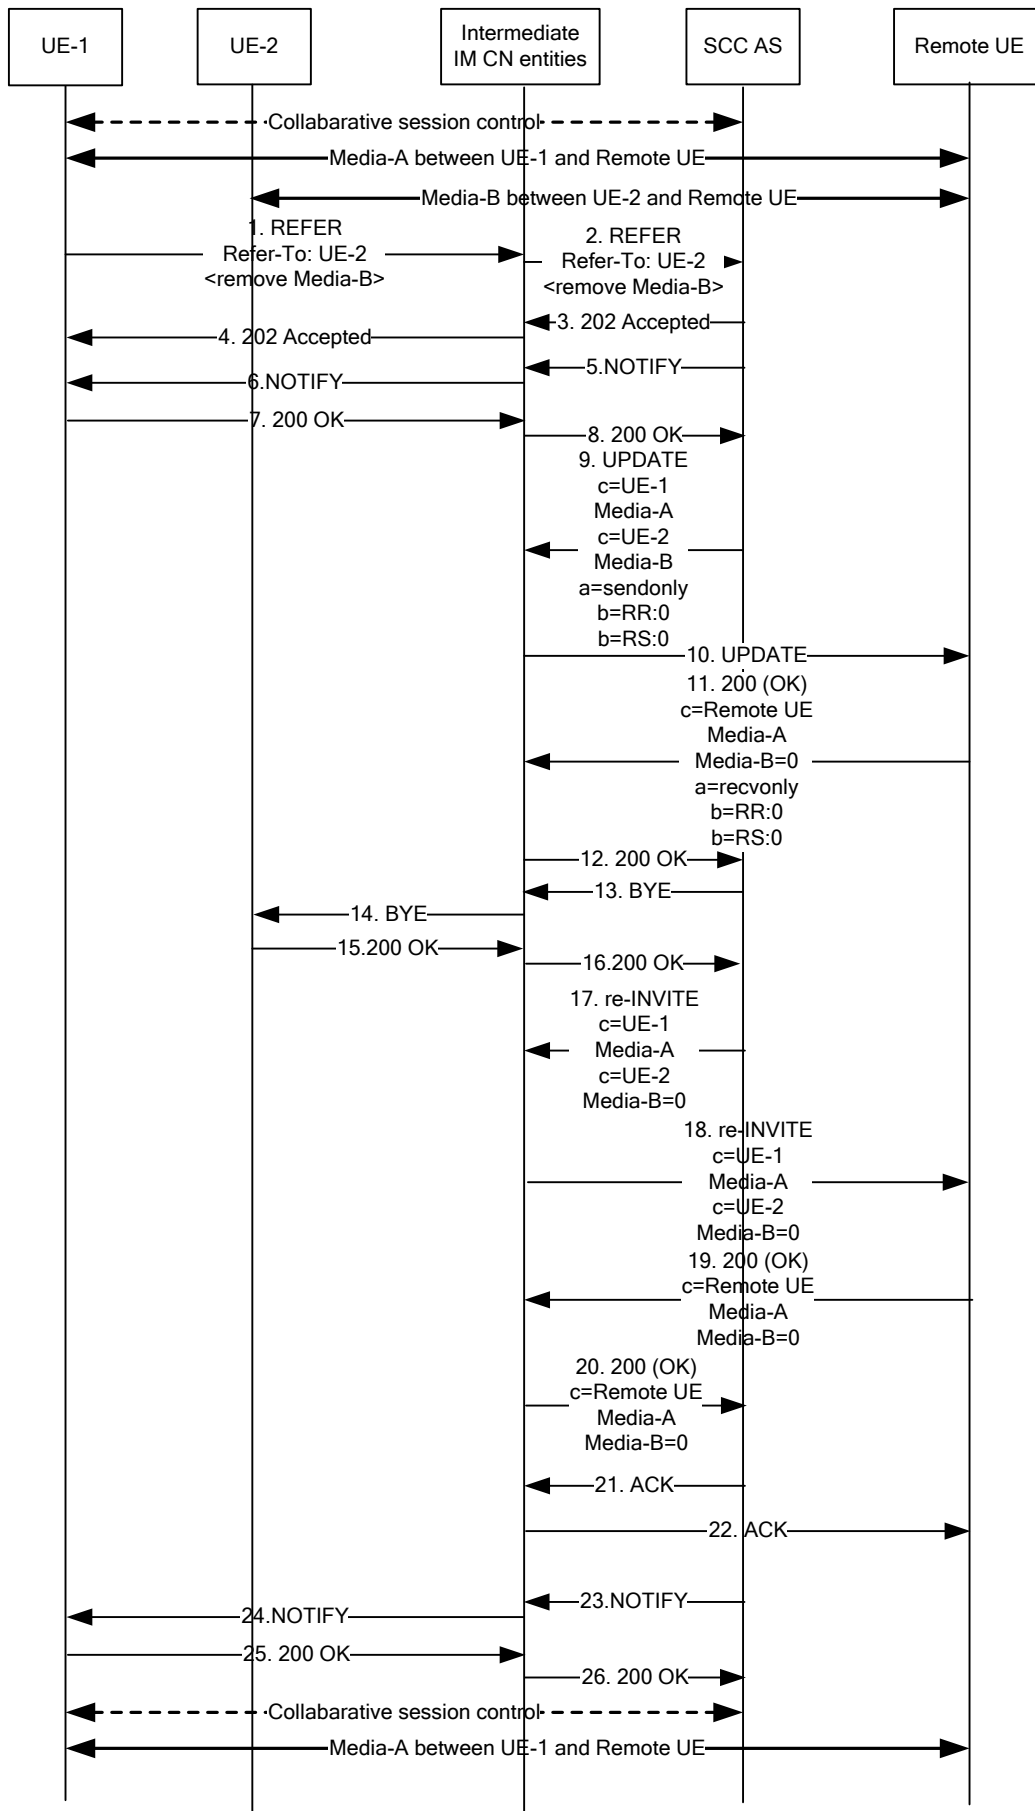 UE-1
UE-2
Intermediate
IM CN entities
SCC AS
Remote UE
Collabarative session control
Media-A between UE-1 and Remote UE
Media-B between UE-2 and Remote UE
1. REFER
Refer-To: UE-2
<remove Media-B>
2. REFER
Refer-To: UE-2
<remove Media-B>
3. 202 Accepted
4. 202 Accepted
5.NOTIFY
6.NOTIFY
7. 200 OK
8. 200 OK
9. UPDATE
c=UE-1
Media-A
c=UE-2
Media-B
a=sendonly
b=RR:0
b=RS:0
10. UPDATE
11. 200 (OK)
c=Remote UE
Media-A
Media-B=0
a=recvonly
b=RR:0
b=RS:0
12. 200 OK
13. BYE
14. BYE
15.200 OK
16.200 OK
17. re-INVITE
c=UE-1
Media-A
c=UE-2
Media-B=0
18. re-INVITE
c=UE-1
Media-A
c=UE-2
Media-B=0
19. 200 (OK)
c=Remote UE
Media-A
Media-B=0
20. 200 (OK)
c=Remote UE
Media-A
Media-B=0
21. ACK
22. ACK
23.NOTIFY
24.NOTIFY
25. 200 OK
26. 200 OK
Collabarative session control
Media-A between UE-1 and Remote UE